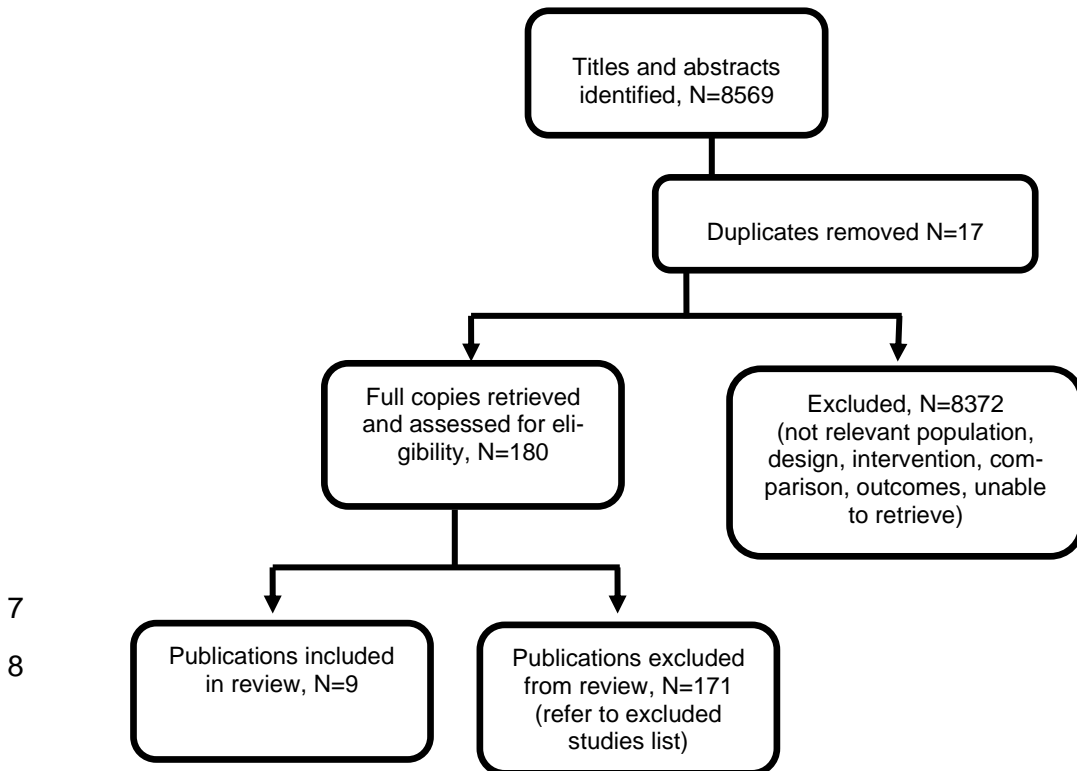 Titles and abstracts
identified, N=8569
Duplicates removed N=17
Full copies retrieved
and assessed for eli-
gibility, N=180
Excluded, N=8372
(not relevant population,
design, intervention, com-
parison, outcomes, unable
to retrieve)
7
8
Publications included
in review, N=9
Publications excluded
from review, N=171
(refer to excluded
studies list)